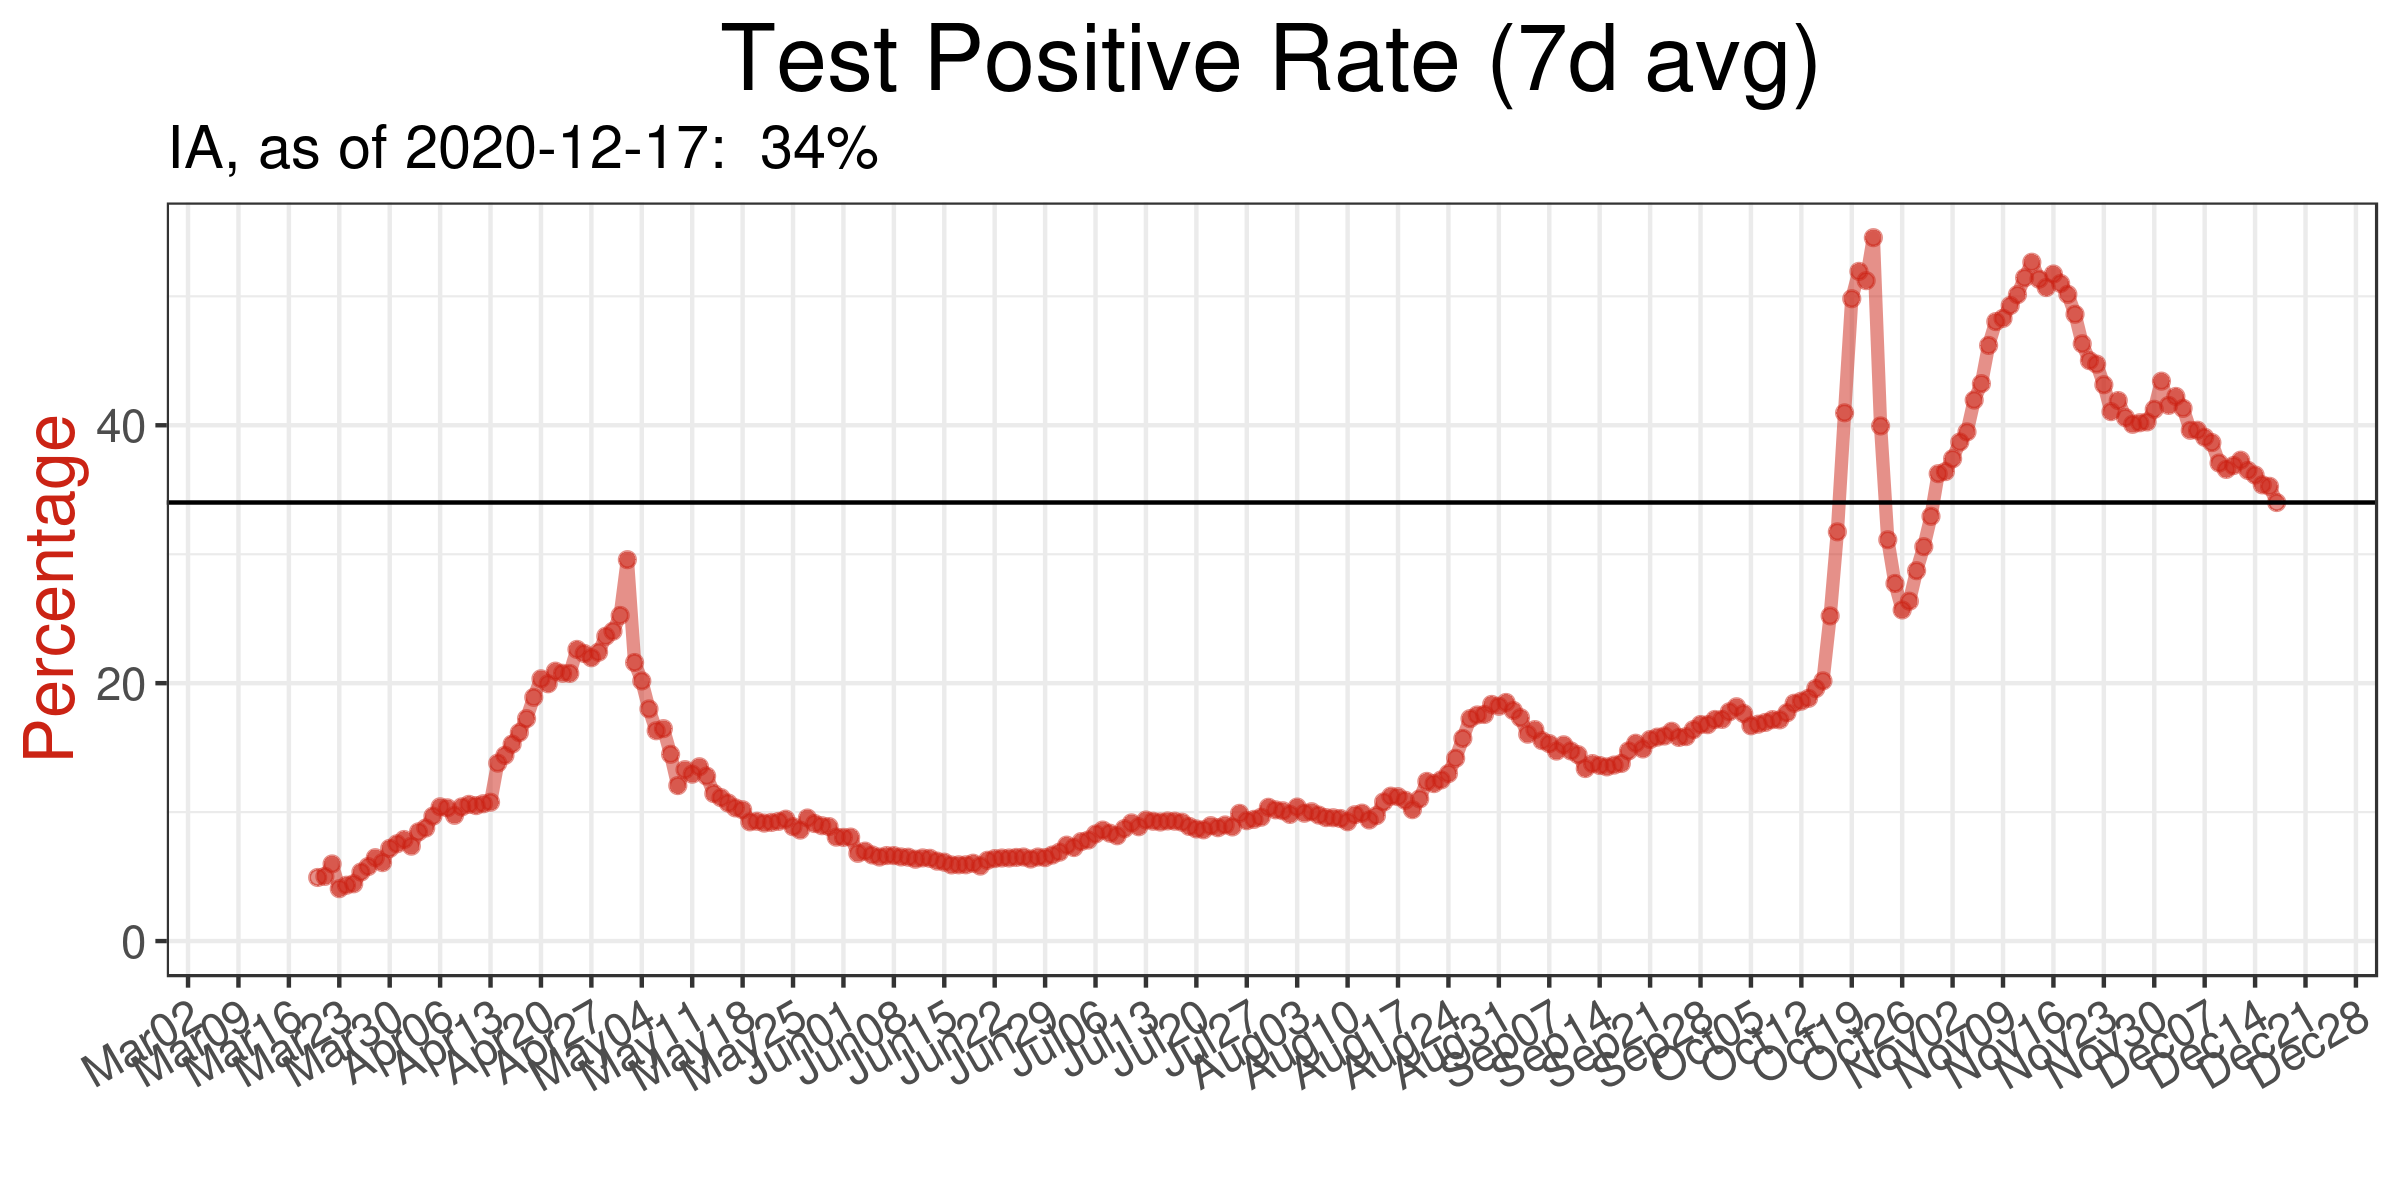 Test Positive Rate (7d avg)
IA, as of 2020-12-17: 34%
Percentage
40
20
0
Mar02
Mar09
Mar16
Mar23
Mar30
Apr06
Apr13
Apr20
Apr27
May04
May11
May18
May25
Jun01
Jun08
Jun15
Jun22
Jun29
Jul06
Jul13
Jul20
Jul27
Aug03
Aug10
Aug17
Aug24
Aug31
Sep07
Sep14
Sep21
Sep28
Oct05
Oct12
Oct19
Oct26
Nov02
Nov09
Nov16
Nov23
Nov30
Dec07
Dec14
Dec21
Dec28